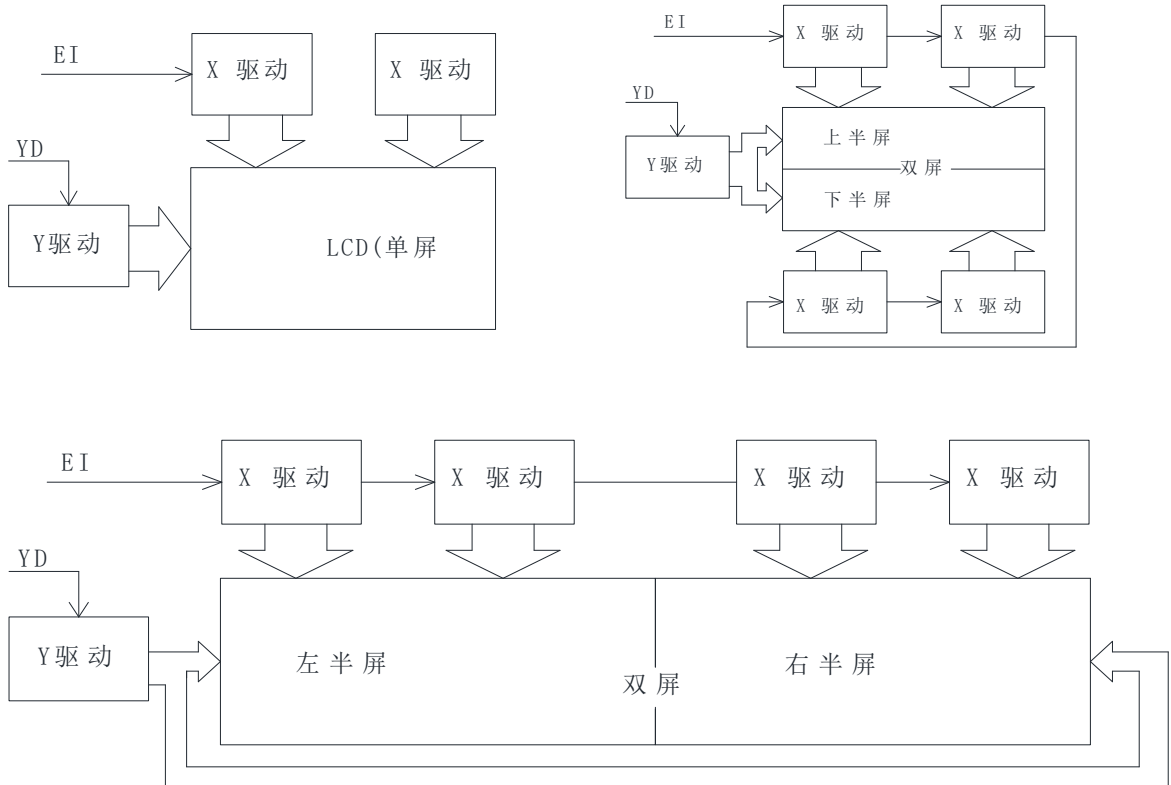 EI
X 驱动
X 驱动
YD
Y驱动
LCD(单屏
EI
X 驱动
X 驱动
YD
Y驱动
上半屏
双屏
下半屏
X 驱动
X 驱动
EI
X 驱动
X 驱动
X 驱动
X 驱动
YD
Y驱动
左半屏
双屏
右半屏